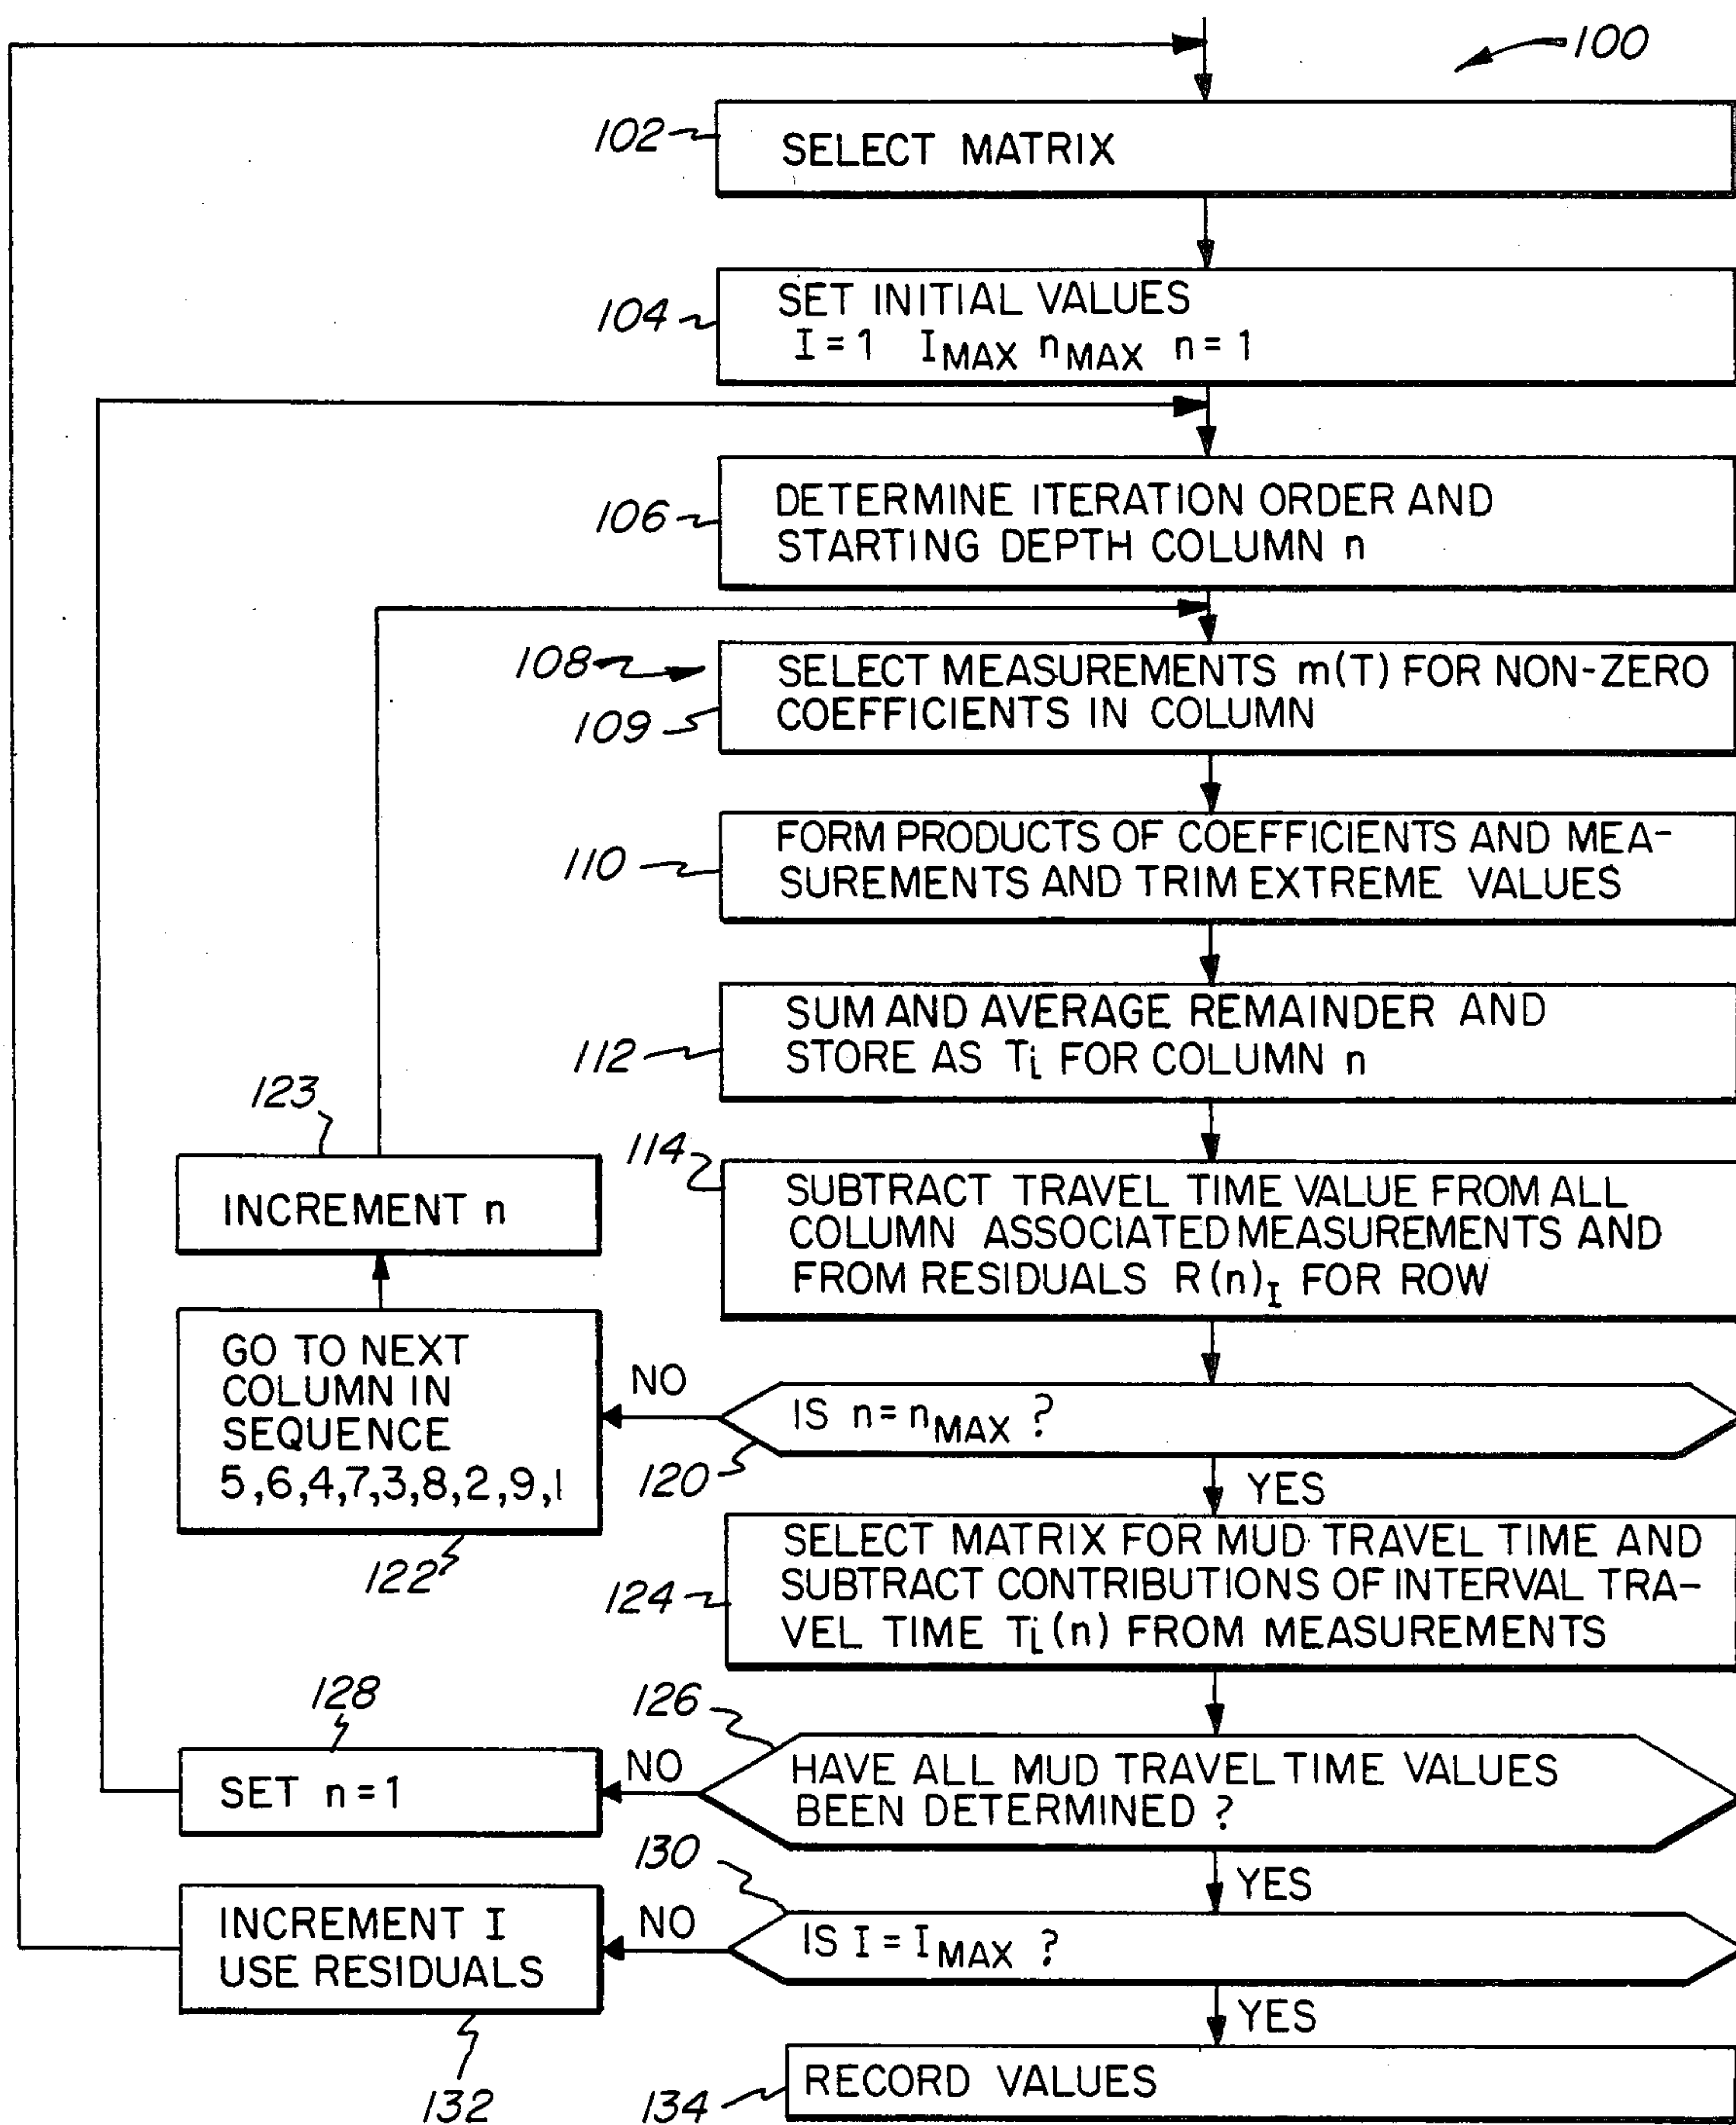 100
102
SELECT MATRIX
104
SET INITIAL VALUES
I = 1 IMAX nMAX n = 1
106
DETERMINE ITERATION ORDER AND
STARTING DEPTH COLUMN n
108
109
SELECT MEASUREMENTS m(T) FOR NON-ZERO
COEFFICIENTS IN COLUMN
110
FORM PRODUCTS OF COEFFICIENTS AND MEA-
SUREMENTS AND TRIM EXTREME VALUES
112
SUM AND AVERAGE REMAINDER AND
STORE AS Ti FOR COLUMN n
123
INCREMENT n
114
SUBTRACT TRAVEL TIME VALUE FROM ALL
COLUMN ASSOCIATED MEASUREMENTS AND
FROM RESIDUALS R(n)I FOR ROW
GO TO NEXT
COLUMN IN
SEQUENCE
5,6,4,7,3,8,2,9,1
122
NO
IS n = nMAX ?
120
YES
124
SELECT MATRIX FOR MUD TRAVEL TIME AND
SUBTRACT CONTRIBUTIONS OF INTERVAL TRA-
VEL TIME Ti(n) FROM MEASUREMENTS
128
SET n = 1
126
NO
HAVE ALL MUD TRAVEL TIME VALUES
BEEN DETERMINED ?
YES
130
INCREMENT I
USE RESIDUALS
132
NO
IS I = IMAX ?
YES
134
RECORD VALUES